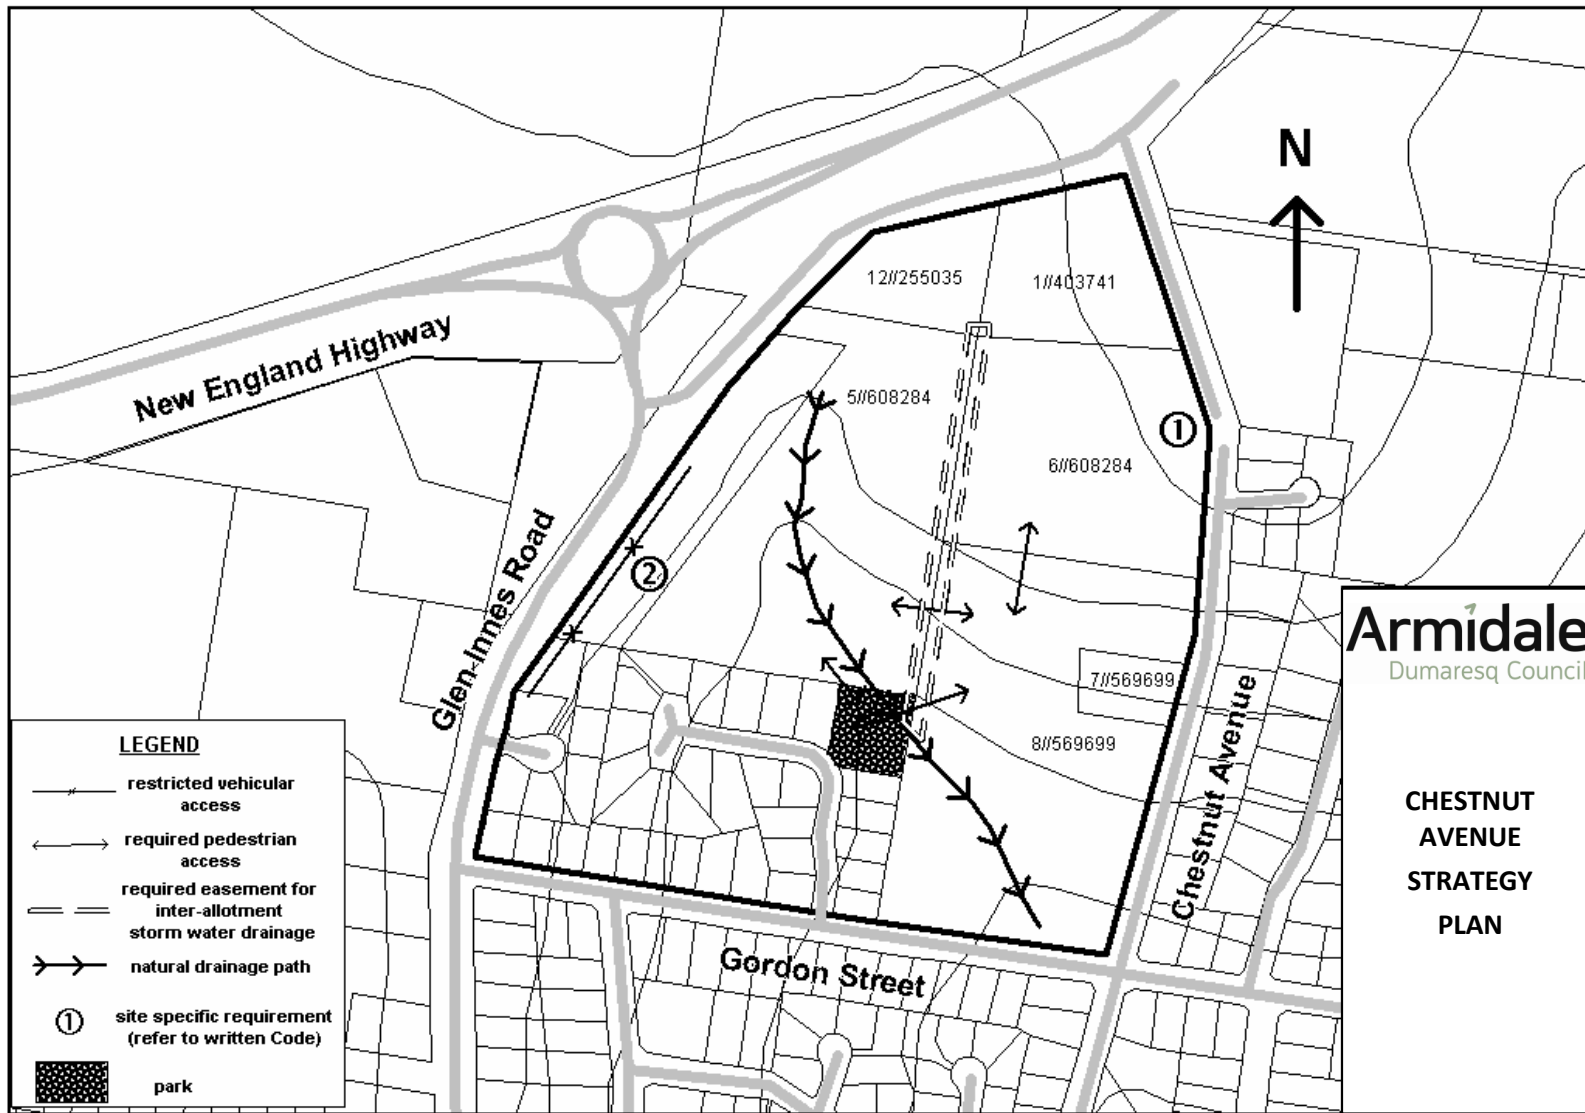 N
12//255035
1//403741
New England Highway
5//608284
1
6//608284
2
Glen-Innes Road
7//569699
8//569699
Chestnut Avenue
Gordon Street
Armidale
Dumaresq Council
CHESTNUT
AVENUE
STRATEGY
PLAN
LEGEND
restricted vehicular
access
required pedestrian
access
required easement for
inter-allotment
storm water drainage
natural drainage path
1
site specific requirement
(refer to written Code)
park